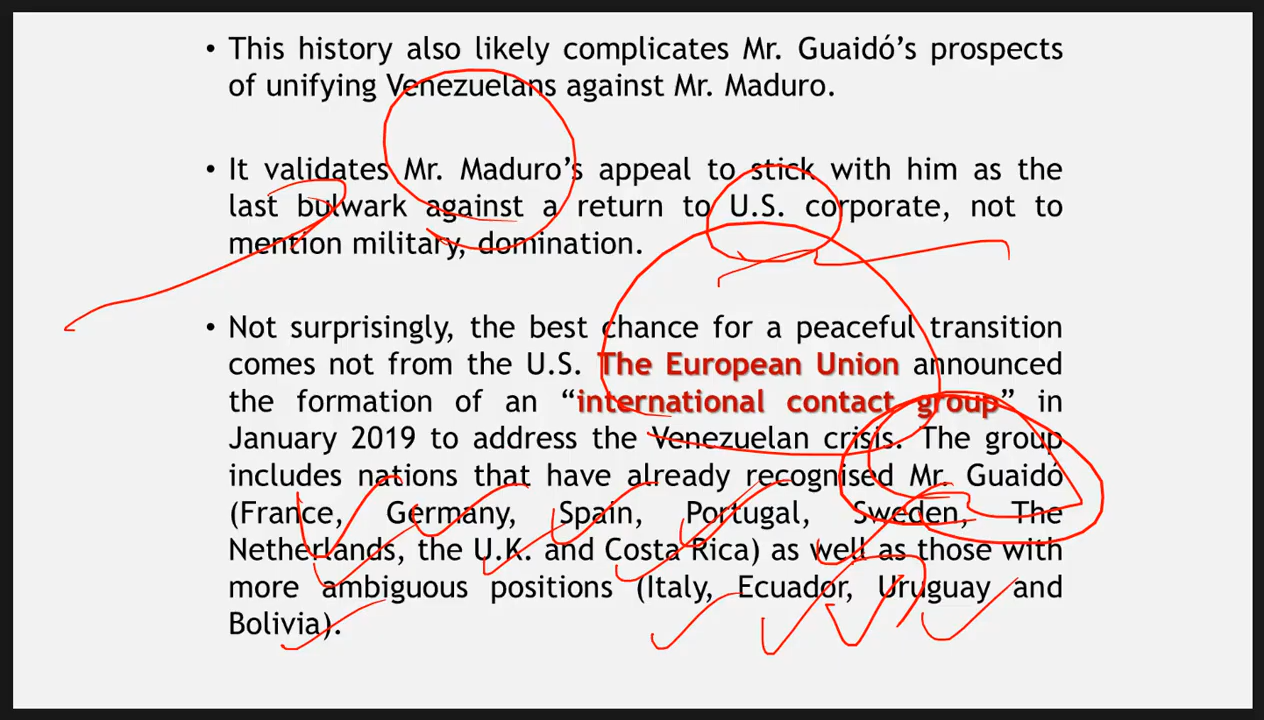 • This history also likely complicates Mr. Guaidó’s prospects
of unifying Venezuelans against Mr. Maduro.
• It validates Mr. Maduro’s appeal to stick with him as the
last bulwark against a return to U.S. corporate, not to
mention military, domination.
• Not surprisingly, the best chance for a peaceful transition
comes not from the U.S. The European Union announced
the formation of an “international contact group” in
January 2019 to address the Venezuelan crisis. The group
includes nations that have already recognised Mr. Guaidó
(France, Germany, Spain, Portugal, Sweden, The
Netherlands, the U.K. and Costa Rica) as well as those with
more ambiguous positions (Italy, Ecuador, Uruguay and
Bolivia).